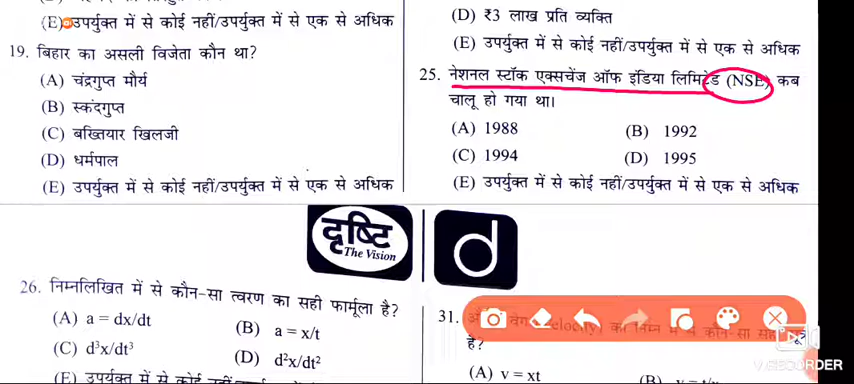 (E) उपर्युक्त में से कोई नहीं/उपर्युक्त में से एक से अधिक
19. बिहार का असली विजेता कौन था?
(A) चंद्रगुप्त मौर्य
(B) स्कंदगुप्त
(C) बख्तियार खिलजी
(D) धर्मपाल
(E) उपर्युक्त में से कोई नहीं/उपर्युक्त में से एक से अधिक
(D) ₹3 लाख प्रति व्यक्ति
(E) उपर्युक्त में से कोई नहीं/उपर्युक्त में से एक से अधिक
25. नेशनल स्टॉक एक्सचेंज ऑफ इंडिया लिमिटेड (NSE) कब
चालू हो गया था।
(A) 1988 (B) 1992
(C) 1994 (D) 1995
(E) उपर्युक्त में से कोई नहीं/उपर्युक्त में से एक से अधिक
दृष्टि
The Vision
d
26. निम्नलिखित में से कौन-सा त्वरण का सही फार्मूला है?
(A) a = dx/dt (B) a = x/t
(C) d³x/dt³ (D) d²x/dt²
(E) उपर्युक्त में से कोई
31. वेग (Velocity) का निम्न में से कौन-सा सही सूत्र
है?
(A) v = xt (B)